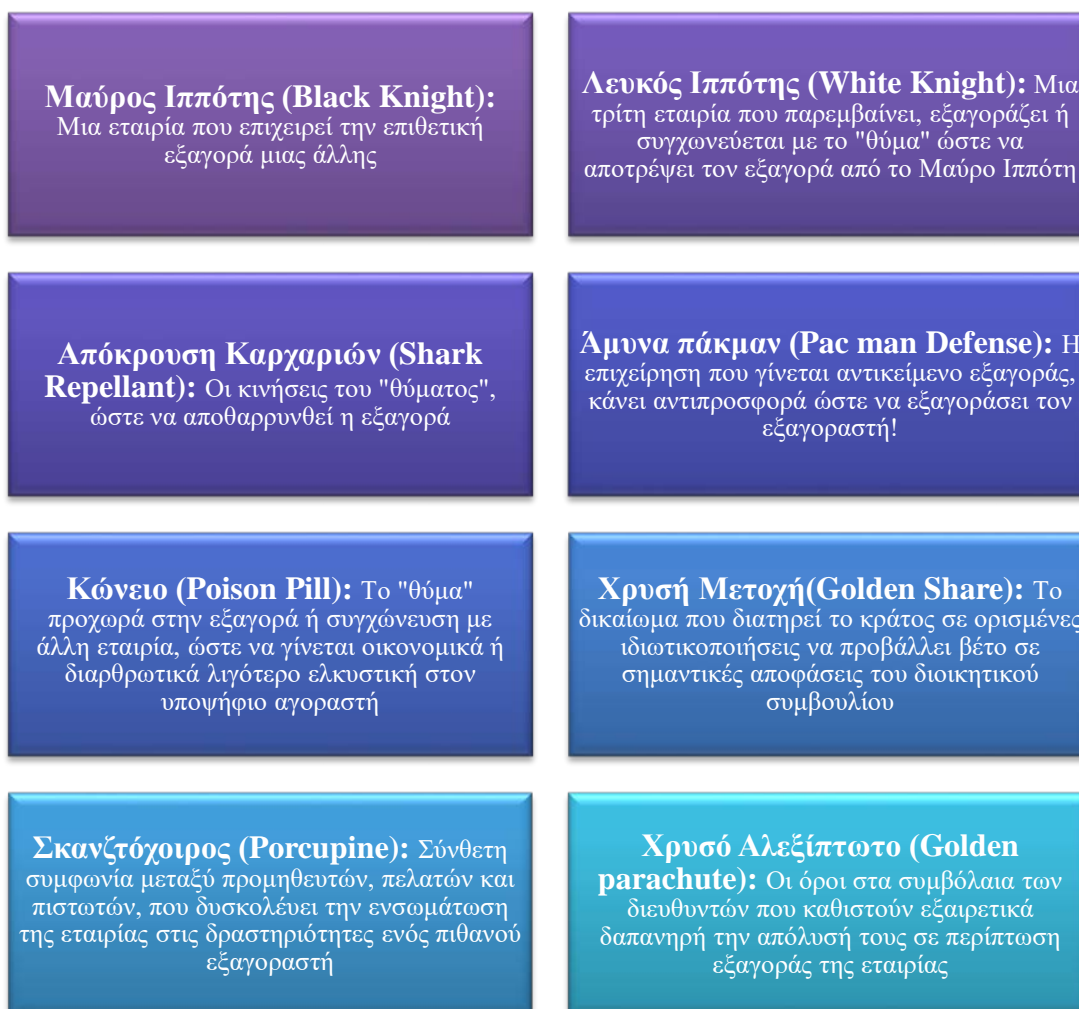 Μαύρος Ιππότης (Black Knight):
Μια εταιρία που επιχειρεί την επιθετική
εξαγορά μιας άλλης
Λευκός Ιππότης (White Knight): Μια
τρίτη εταιρία που παρεμβαίνει, εξαγοράζει ή
συγχωνεύεται με το "θύμα" ώστε να
αποτρέψει τον εξαγορά από το Μαύρο Ιππότη
Απόκρουση Καρχαριών (Shark
Repellant): Οι κινήσεις του "θύματος",
ώστε να αποθαρρυνθεί η εξαγορά
Άμυνα πάκμαν (Pac man Defense): Η
επιχείρηση που γίνεται αντικείμενο εξαγοράς,
κάνει αντιπροσφορά ώστε να εξαγοράσει τον
εξαγοραστή!
Κώνειο (Poison Pill): Το "θύμα"
προχωρά στην εξαγορά ή συγχώνευση με
άλλη εταιρία, ώστε να γίνεται οικονομικά ή
διαρθρωτικά λιγότερο ελκυστική στον
υποψήφιο αγοραστή
Χρυσή Μετοχή(Golden Share): Το
δικαίωμα που διατηρεί το κράτος σε ορισμένες
ιδιωτικοποιήσεις να προβάλλει βέτο σε
σημαντικές αποφάσεις του διοικητικού
συμβουλίου
Σκανζτόχοιρος (Porcupine): Σύνθετη
συμφωνία μεταξύ προμηθευτών, πελατών και
πιστωτών, που δυσκολέυει την ενσωμάτωση
της εταιρίας στις δραστηριότητες ενός πιθανού
εξαγοραστή
Χρυσό Αλεξίπτωτο (Golden
parachute): Οι όροι στα συμβόλαια των
διευθυντών που καθιστούν εξαιρετικά
δαπανηρή την απόλυσή τους σε περίπτωση
εξαγοράς της εταιρίας